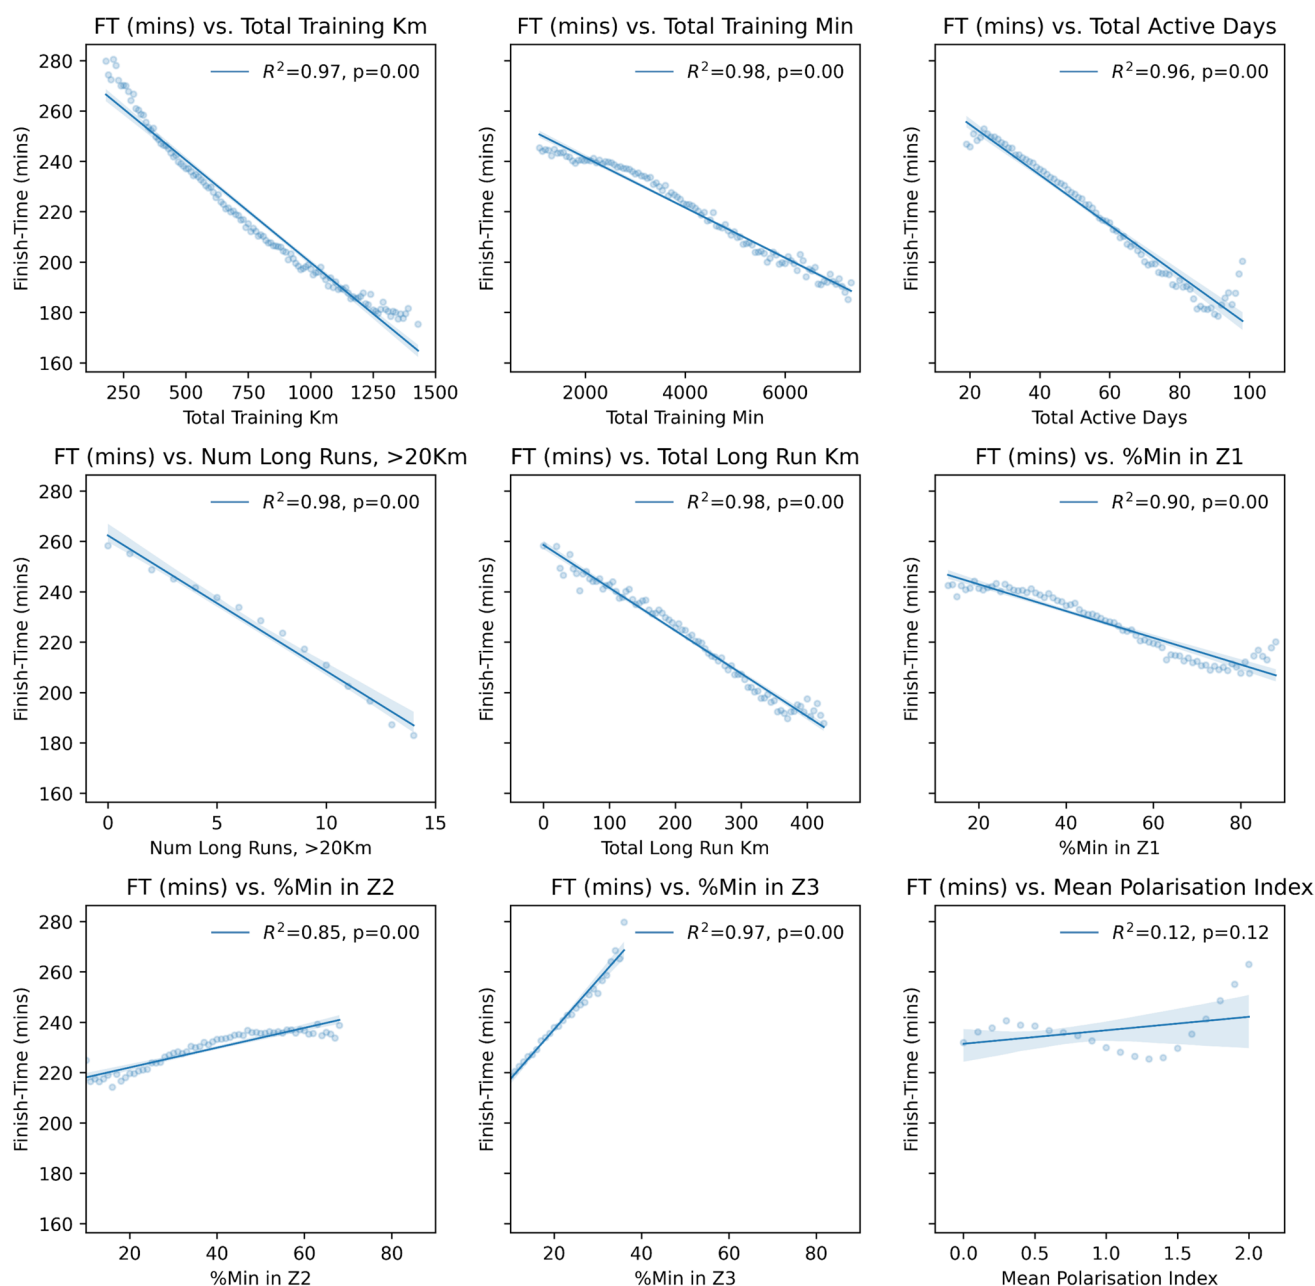 FT (mins) vs. Total Training Km
FT (mins) vs. Total Training Min
FT (mins) vs. Total Active Days
280
260
240
220
200
180
160
Finish-Time (mins)
R²=0.97, p=0.00
250 500 750 1000 1250 1500
Total Training Km
Finish-Time (mins)
R²=0.98, p=0.00
2000 4000 6000
Total Training Min
Finish-Time (mins)
R²=0.96, p=0.00
20 40 60 80 100
Total Active Days
FT (mins) vs. Num Long Runs, >20Km
FT (mins) vs. Total Long Run Km
FT (mins) vs. %Min in Z1
280
260
240
220
200
180
160
Finish-Time (mins)
R²=0.98, p=0.00
0 5 10 15
Num Long Runs, >20Km
Finish-Time (mins)
R²=0.98, p=0.00
0 100 200 300 400
Total Long Run Km
Finish-Time (mins)
R²=0.90, p=0.00
20 40 60 80
%Min in Z1
FT (mins) vs. %Min in Z2
FT (mins) vs. %Min in Z3
FT (mins) vs. Mean Polarisation Index
280
260
240
220
200
180
160
Finish-Time (mins)
R²=0.85, p=0.00
20 40 60 80
%Min in Z2
Finish-Time (mins)
R²=0.97, p=0.00
20 40 60 80
%Min in Z3
Finish-Time (mins)
R²=0.12, p=0.12
0.0 0.5 1.0 1.5 2.0
Mean Polarisation Index